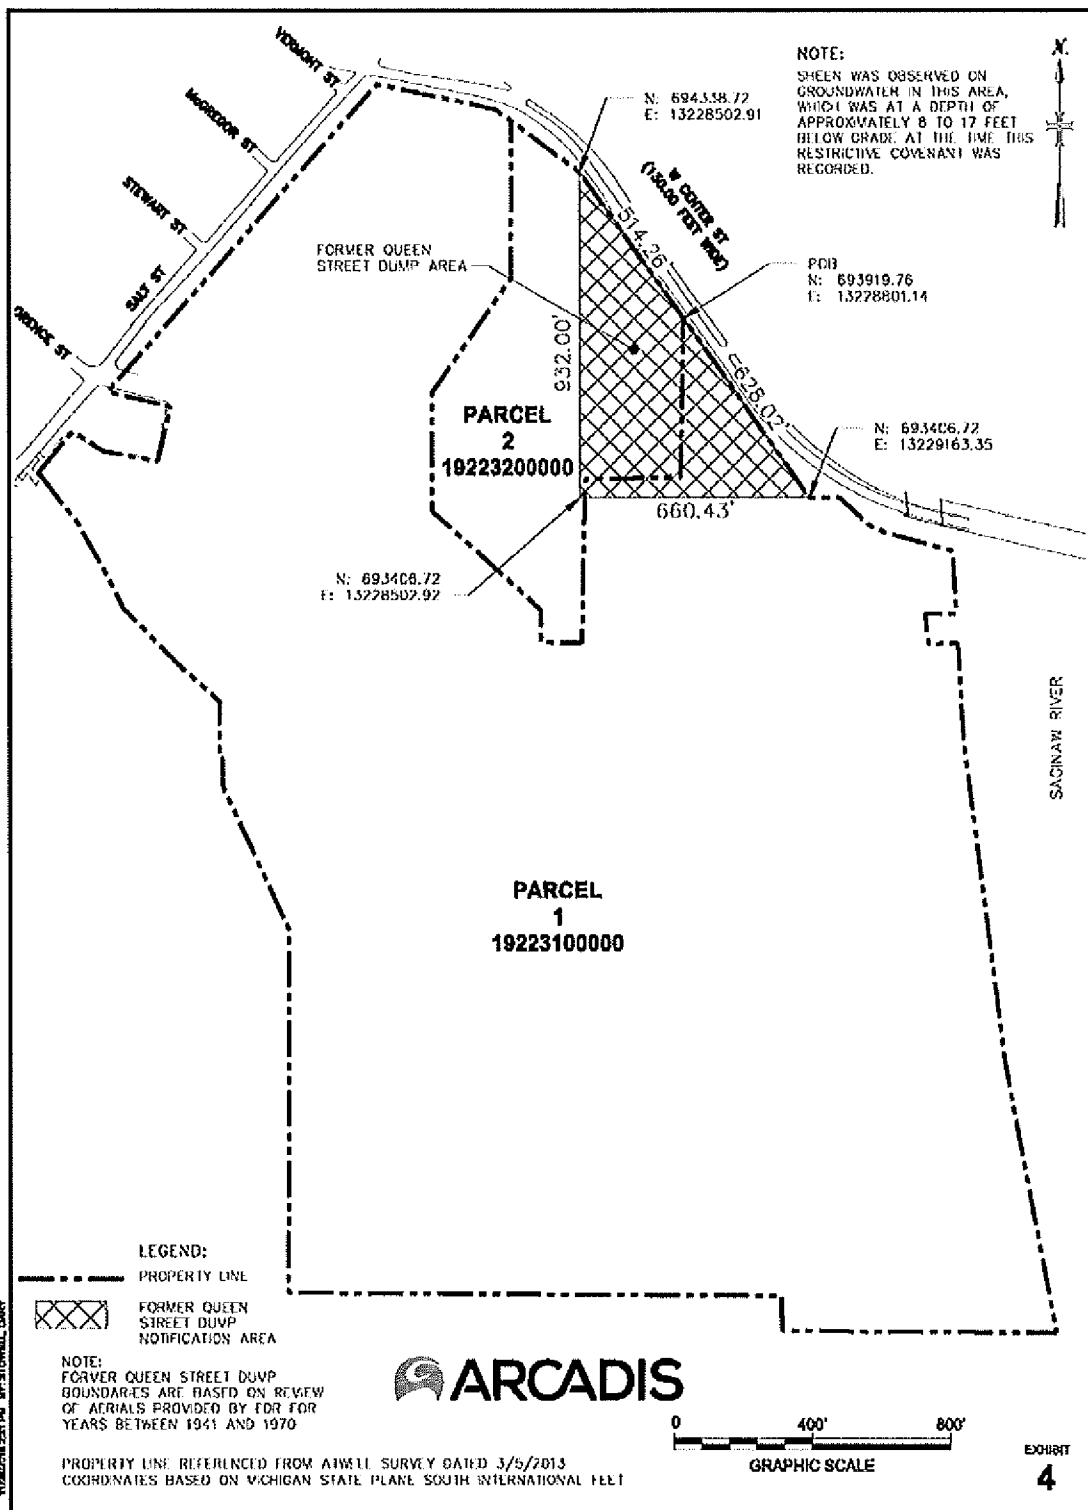 VERMONT ST
McGREGOR ST
STEWART ST
SALT ST
ORCHCE ST
NOTE:
SHEEN WAS OBSERVED ON
GROUNDWATER IN THIS AREA,
WHICH WAS AT A DEPTH OF
APPROXIMATELY 8 TO 17 FEET
BELOW GRADE AT THE TIME THIS
RESTRICTIVE COVENANT WAS
RECORDED.
N
N: 694338.72
E: 13228502.91
W CENTER ST
(130.00 FEET WIDE)
514.26'
FORMER QUEEN
STREET DUMP AREA
POB
N: 693919.76
E: 13228801.14
932.00'
628.02'
PARCEL
2
19223200000
N: 693406.72
E: 13229163.35
660.43'
N: 693406.72
E: 13228502.92
SAGINAW RIVER
PARCEL
1
19223100000
LEGEND:
PROPERTY LINE
FORMER QUEEN
STREET DUMP
NOTIFICATION AREA
NOTE:
FORMER QUEEN STREET DUMP
BOUNDARIES ARE BASED ON REVIEW
OF AERIALS PROVIDED BY EDR FOR
YEARS BETWEEN 1941 AND 1970
ARCADIS
0 400' 800'
GRAPHIC SCALE
PROPERTY LINE REFERENCED FROM ATWELL SURVEY DATED 3/5/2013
COORDINATES BASED ON MICHIGAN STATE PLANE SOUTH INTERNATIONAL FEET
EXHIBIT
4